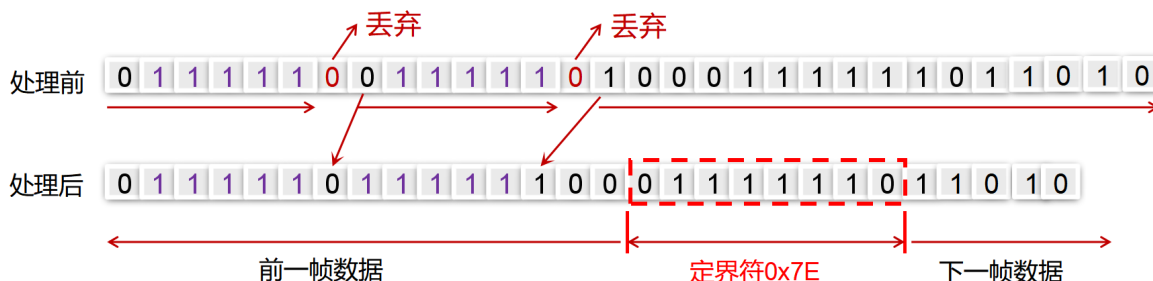 丢弃 丢弃
处理前 0 1 1 1 1 1 0 0 1 1 1 1 1 0 1 0 0 0 1 1 1 1 1 1 0 1 1 0 1 0
处理后 0 1 1 1 1 1 0 1 1 1 1 1 1 0 0 0 1 1 1 1 1 1 0 1 1 0 1 0
前一帧数据 定界符0x7E 下一帧数据